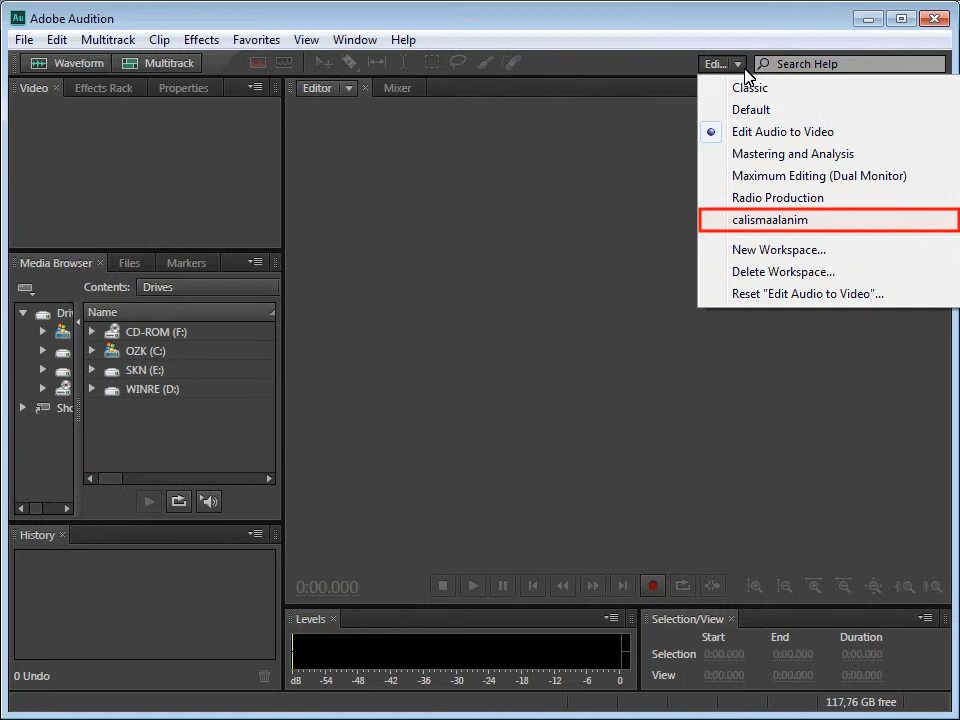 Au Adobe Audition
File Edit Multitrack Clip Effects Favorites View Window Help
Waveform Multitrack Edi... Search Help
Video Effects Rack Properties Editor Mixer
Classic
Default
Edit Audio to Video
Mastering and Analysis
Maximum Editing (Dual Monitor)
Radio Production
calismaalanim
New Workspace...
Delete Workspace...
Reset "Edit Audio to Video"...
Media Browser Files Markers
Contents: Drives
Driv Name
CD-ROM (F:)
OZK (C:)
SKN (E:)
WINRE (D:)
Sho
History
0 Undo
0:00.000
Levels
dB -54 -48 -42 -36 -30 -24 -18 -12 -6 0
Selection/View
Start End Duration
Selection 0:00.000 0:00.000 0:00.000
View 0:00.000 0:00.000 0:00.000
117,76 GB free